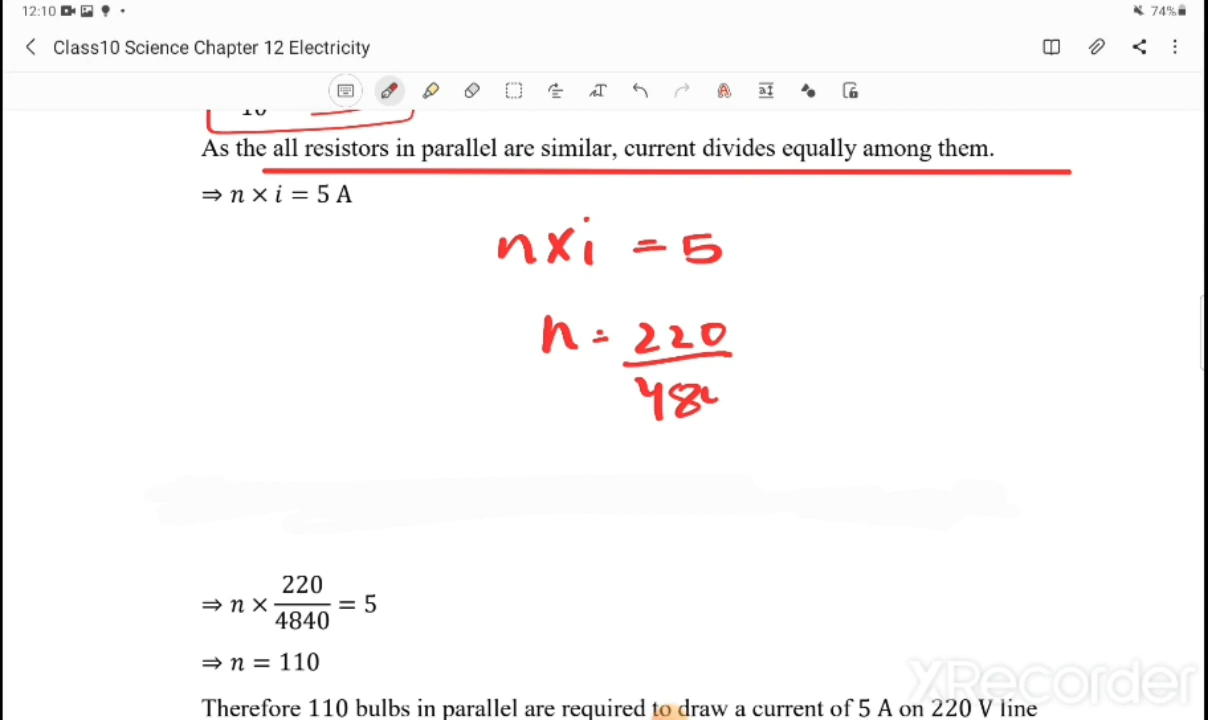 12:10 74%
Class10 Science Chapter 12 Electricity
As the all resistors in parallel are similar, current divides equally among them.
⇒ n × i = 5 A
n×i = 5
n = 220
48
⇒ n × 220/4840 = 5
⇒ n = 110
Therefore 110 bulbs in parallel are required to draw a current of 5 A on 220 V line
XRecorder